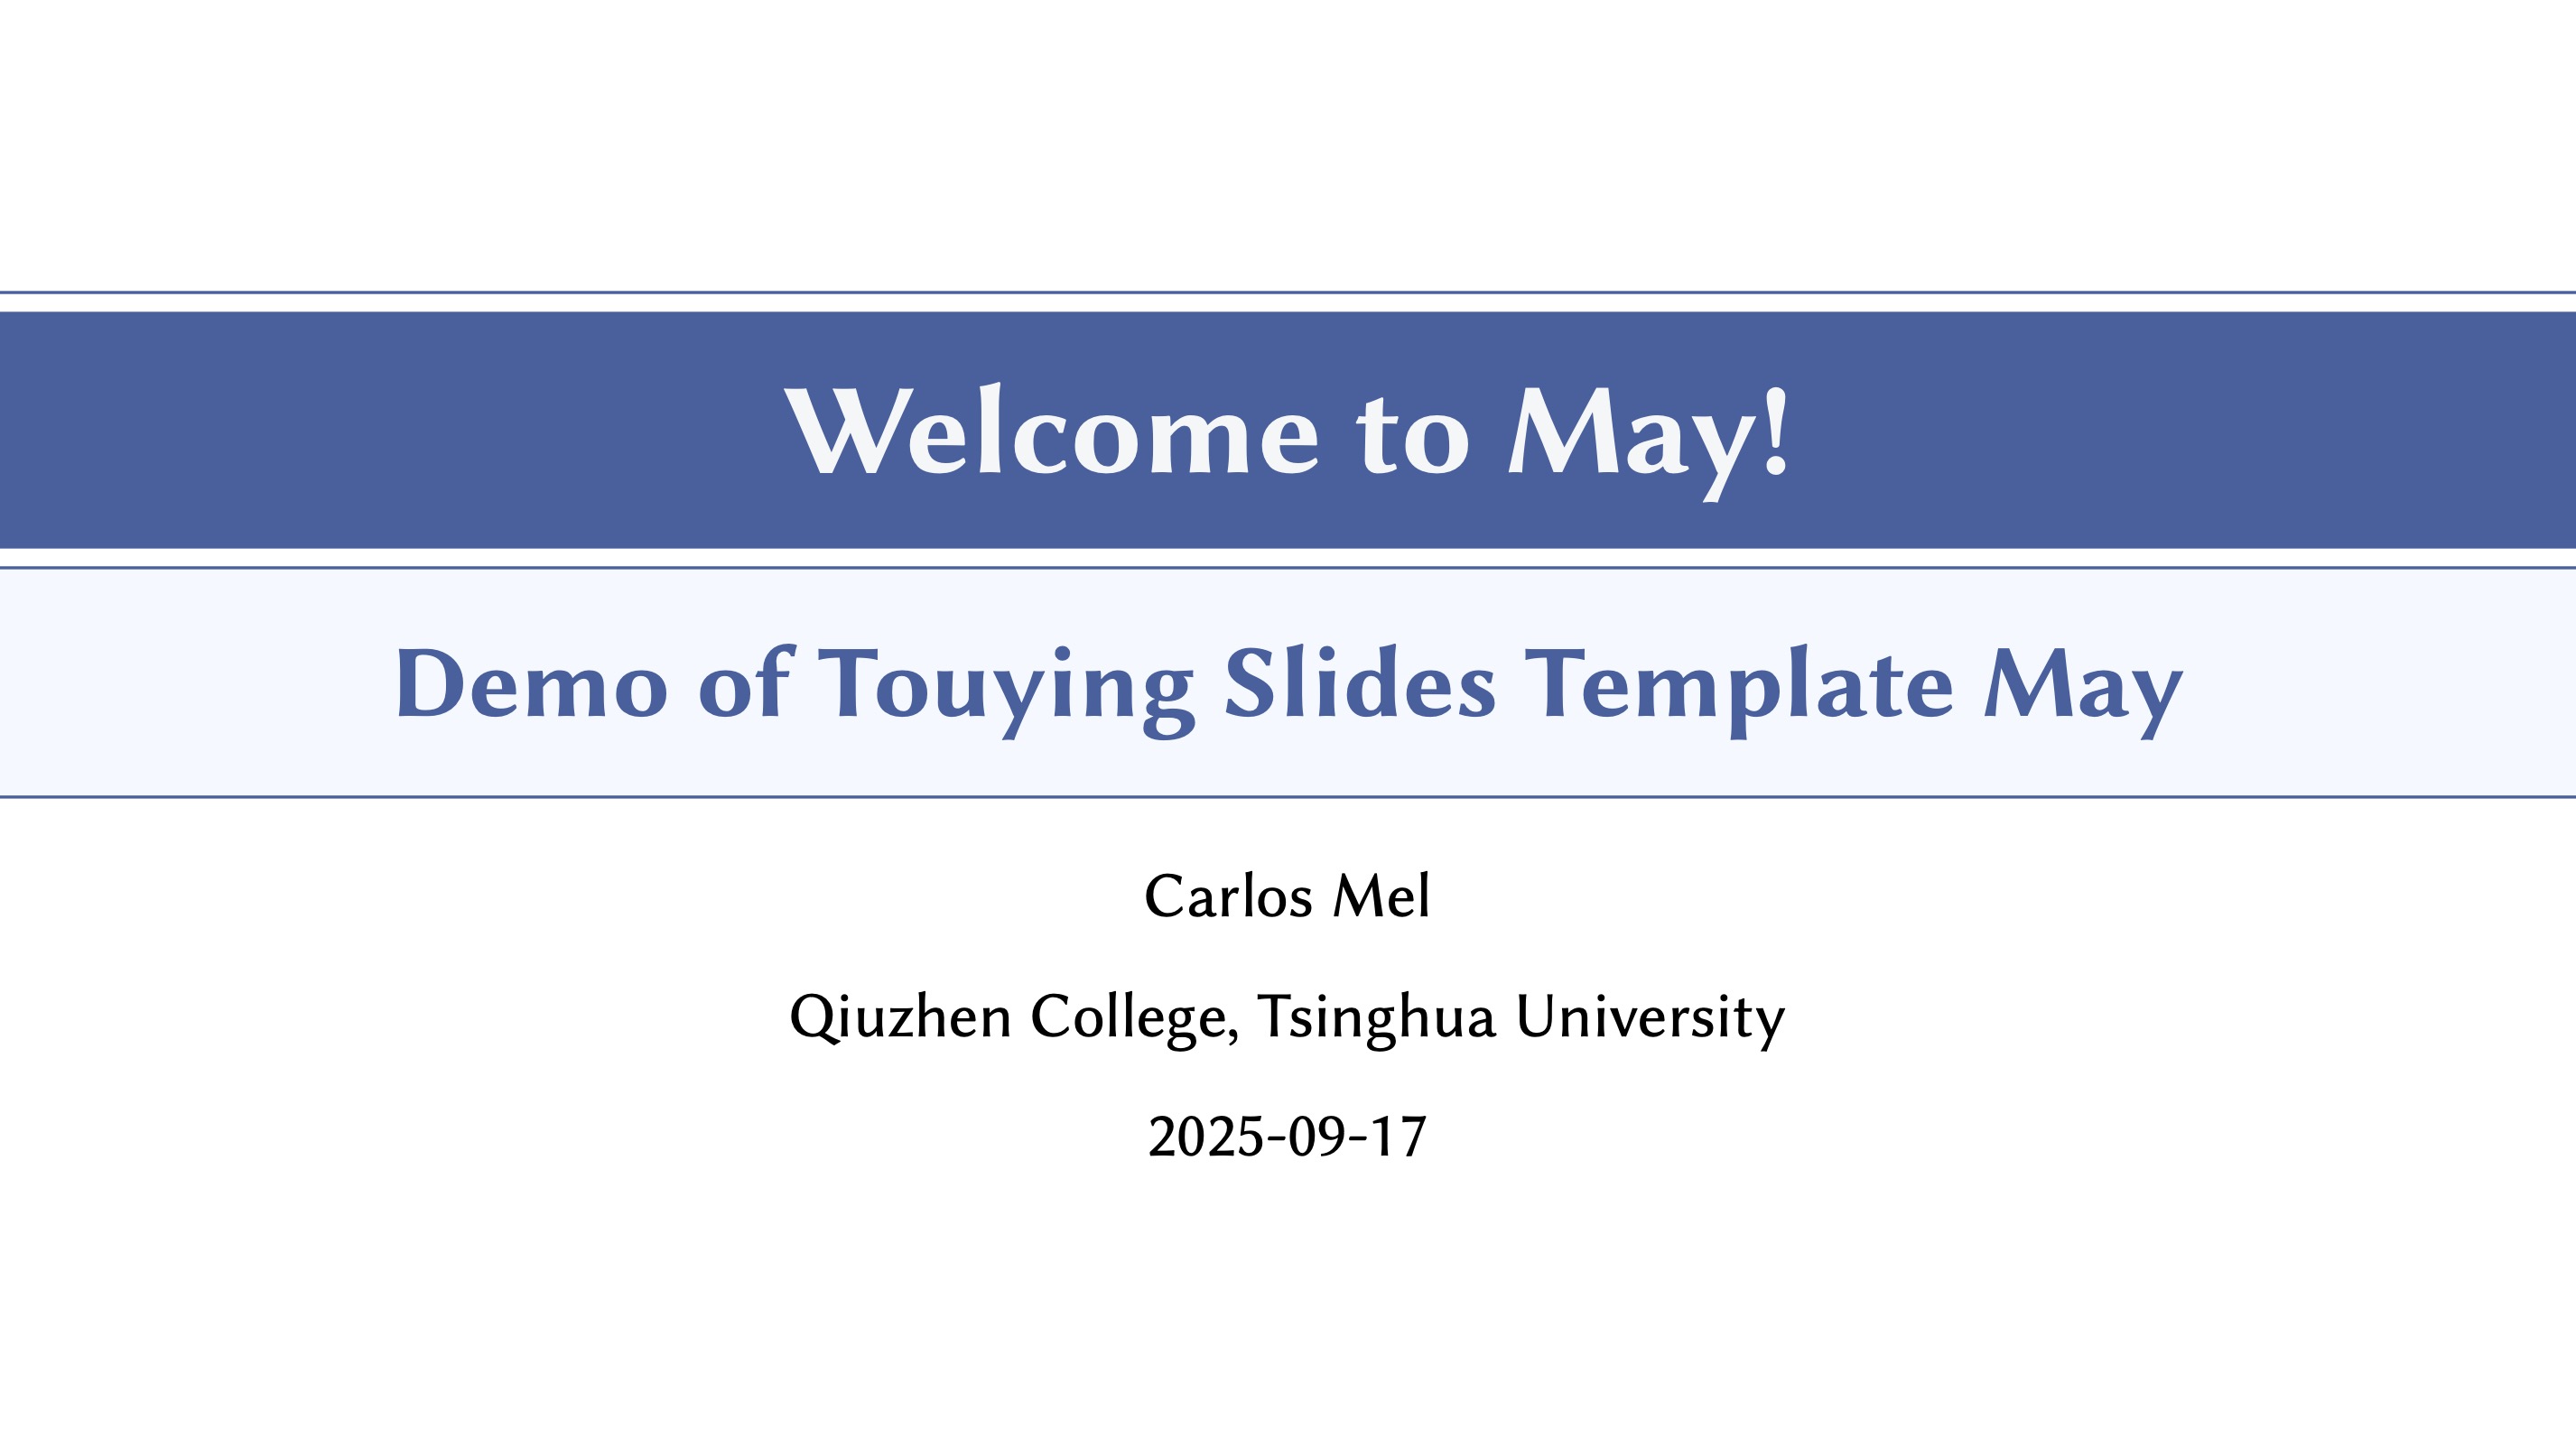 Welcome to May!
Demo of Touying Slides Template May
Carlos Mel
Qiuzhen College, Tsinghua University
2025-09-17